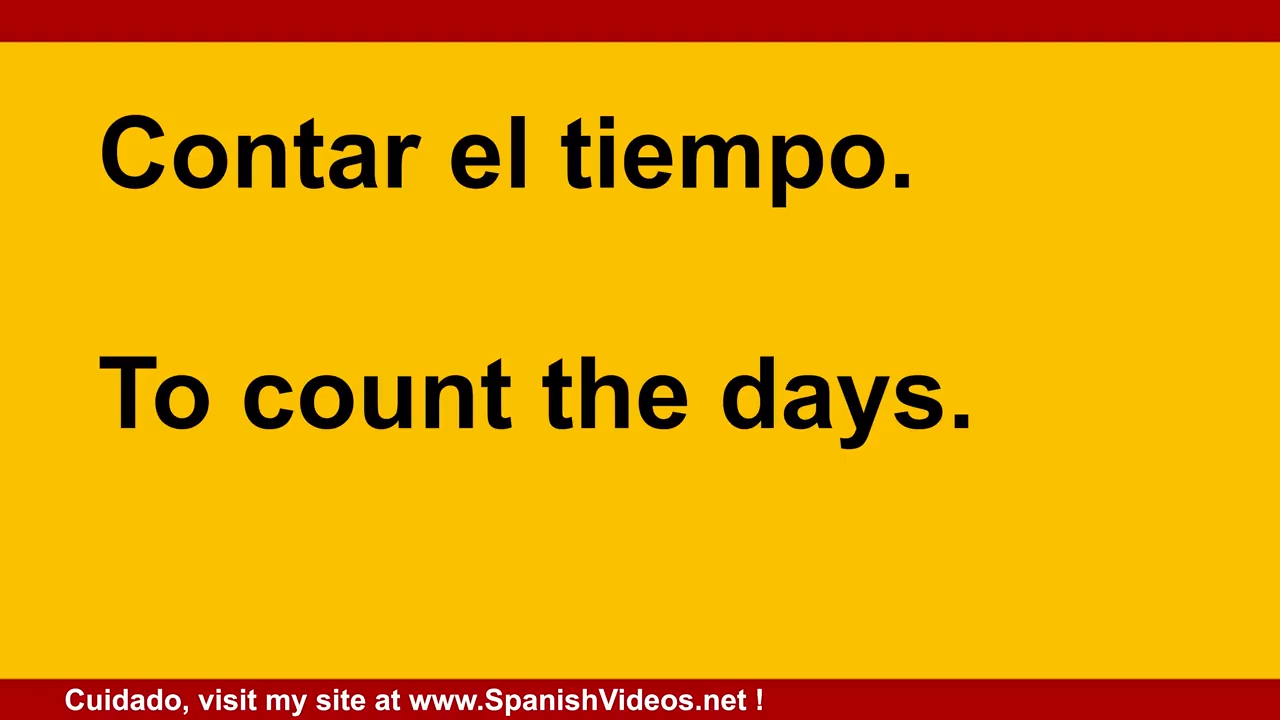 Contar el tiempo.
To count the days.
Cuidado, visit my site at www.SpanishVideos.net !